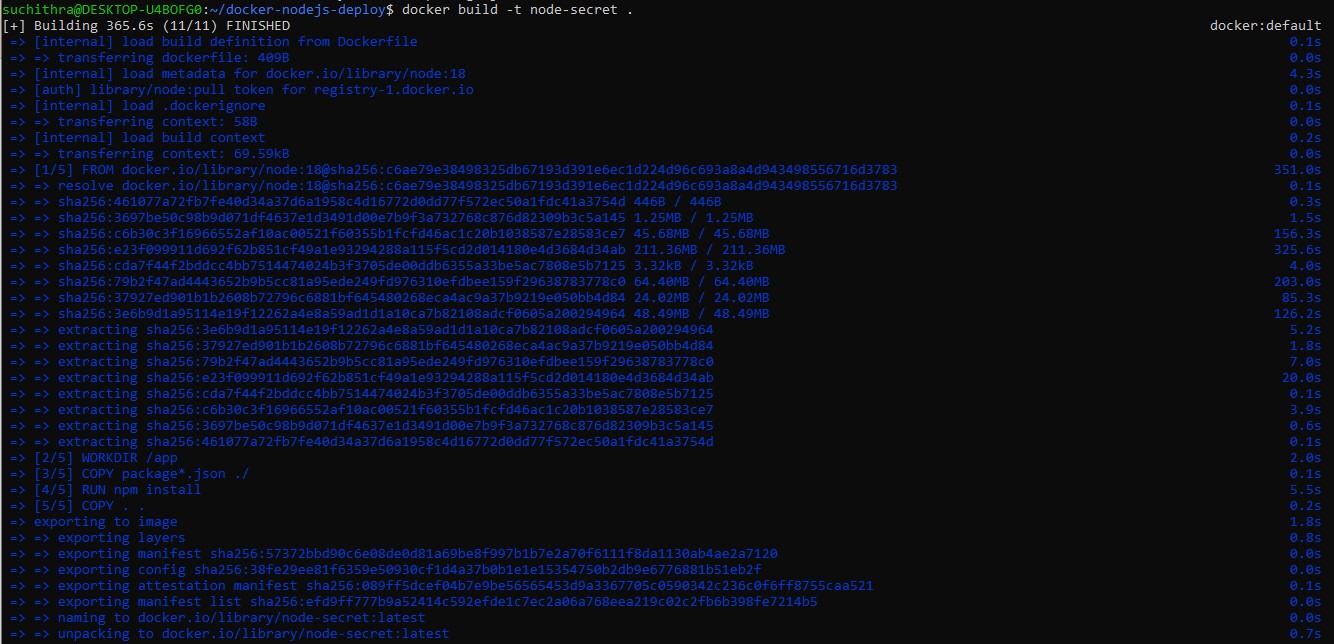 suchithra@DESKTOP-U4BOFG0:~/docker-nodejs-deploy$ docker build -t node-secret .
[+] Building 365.6s (11/11) FINISHED docker:default
=> [internal] load build definition from Dockerfile 0.1s
=> => transferring dockerfile: 409B 0.0s
=> [internal] load metadata for docker.io/library/node:18 4.3s
=> [auth] library/node:pull token for registry-1.docker.io 0.0s
=> [internal] load .dockerignore 0.1s
=> => transferring context: 58B 0.0s
=> [internal] load build context 0.2s
=> => transferring context: 69.59kB 0.0s
=> [1/5] FROM docker.io/library/node:18@sha256:c6ae79e38498325db67193d391e6ec1d224d96c693a8a4d943498556716d3783 351.0s
=> => resolve docker.io/library/node:18@sha256:c6ae79e38498325db67193d391e6ec1d224d96c693a8a4d943498556716d3783 0.1s
=> => sha256:461077a72fb7fe40d34a37d6a1958c4d16772d0dd77f572ec50a1fdc41a3754d 446B / 446B 0.3s
=> => sha256:3697be50c98b9d071df4637e1d3491d00e7b9f3a732768c876d82309b3c5a145 1.25MB / 1.25MB 1.5s
=> => sha256:c6b30c3f16966552af10ac00521f60355b1fcfd46ac1c20b1038587e28583ce7 45.68MB / 45.68MB 156.3s
=> => sha256:e23f099911d692f62b851cf49a1e93294288a115f5cd2d014180e4d3684d34ab 211.36MB / 211.36MB 325.6s
=> => sha256:cda7f44f2bddcc4bb7514474024b3f3705de00ddb6355a33be5ac7808e5b7125 3.32kB / 3.32kB 4.0s
=> => sha256:79b2f47ad4443652b9b5cc81a95ede249fd976310efdbee159f29638783778c0 64.40MB / 64.40MB 203.0s
=> => sha256:37927ed901b1b2608b72796c6881bf645480268eca4ac9a37b9219e050bb4d84 24.02MB / 24.02MB 85.3s
=> => sha256:3e6b9d1a95114e19f12262a4e8a59ad1d1a10ca7b82108adcf0605a200294964 48.49MB / 48.49MB 126.2s
=> => extracting sha256:3e6b9d1a95114e19f12262a4e8a59ad1d1a10ca7b82108adcf0605a200294964 5.2s
=> => extracting sha256:37927ed901b1b2608b72796c6881bf645480268eca4ac9a37b9219e050bb4d84 1.8s
=> => extracting sha256:79b2f47ad4443652b9b5cc81a95ede249fd976310efdbee159f29638783778c0 7.0s
=> => extracting sha256:e23f099911d692f62b851cf49a1e93294288a115f5cd2d014180e4d3684d34ab 20.0s
=> => extracting sha256:cda7f44f2bddcc4bb7514474024b3f3705de00ddb6355a33be5ac7808e5b7125 0.1s
=> => extracting sha256:c6b30c3f16966552af10ac00521f60355b1fcfd46ac1c20b1038587e28583ce7 3.9s
=> => extracting sha256:3697be50c98b9d071df4637e1d3491d00e7b9f3a732768c876d82309b3c5a145 0.6s
=> => extracting sha256:461077a72fb7fe40d34a37d6a1958c4d16772d0dd77f572ec50a1fdc41a3754d 0.1s
=> [2/5] WORKDIR /app 2.0s
=> [3/5] COPY package*.json ./ 0.1s
=> [4/5] RUN npm install 5.5s
=> [5/5] COPY . . 0.2s
=> exporting to image 1.8s
=> => exporting layers 0.8s
=> => exporting manifest sha256:57372bbd90c6e08de0d81a69be8f997b1b7e2a70f6111f8da1130ab4ae2a7120 0.0s
=> => exporting config sha256:38fe29ee81f6359e50930cf1d4a37b0b1e1e15354750b2db9e6776881b51eb2f 0.0s
=> => exporting attestation manifest sha256:089ff5dcef04b7e9be56565453d9a3367705c0590342c236c0f6ff8755caa521 0.1s
=> => exporting manifest list sha256:efd9ff777b9a52414c592efde1c7ec2a06a768eea219c02c2fb6b398fe7214b5 0.0s
=> => naming to docker.io/library/node-secret:latest 0.0s
=> => unpacking to docker.io/library/node-secret:latest 0.7s